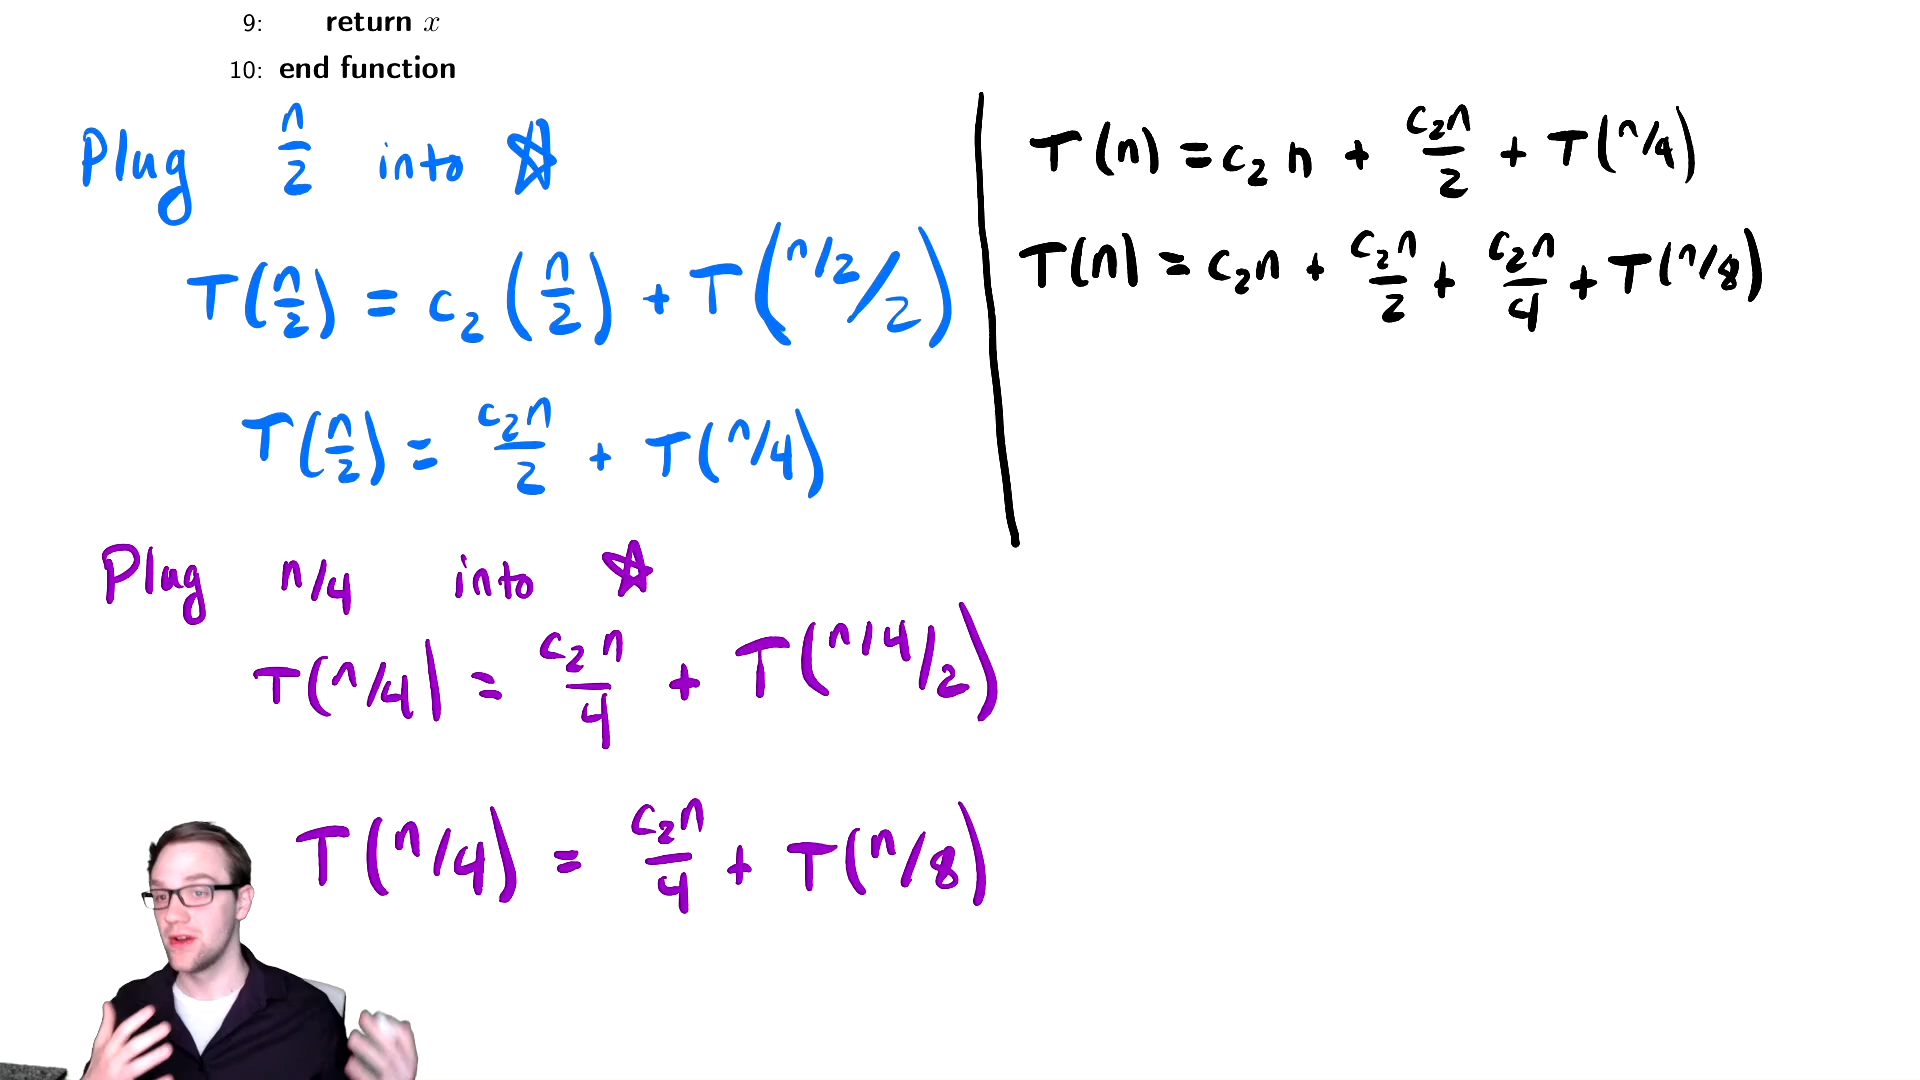 9: return x
10: end function
Plug n/2 into ☆
T(n/2) = c₂(n/2) + T(n/2/2)
T(n/2) = c₂n/2 + T(n/4)
Plug n/4 into ☆
T(n/4) = c₂n/4 + T(n/4/2)
T(n/4) = c₂n/4 + T(n/8)
T(n) = c₂n + c₂n/2 + T(n/4)
T(n) = c₂n + c₂n/2 + c₂n/4 + T(n/8)